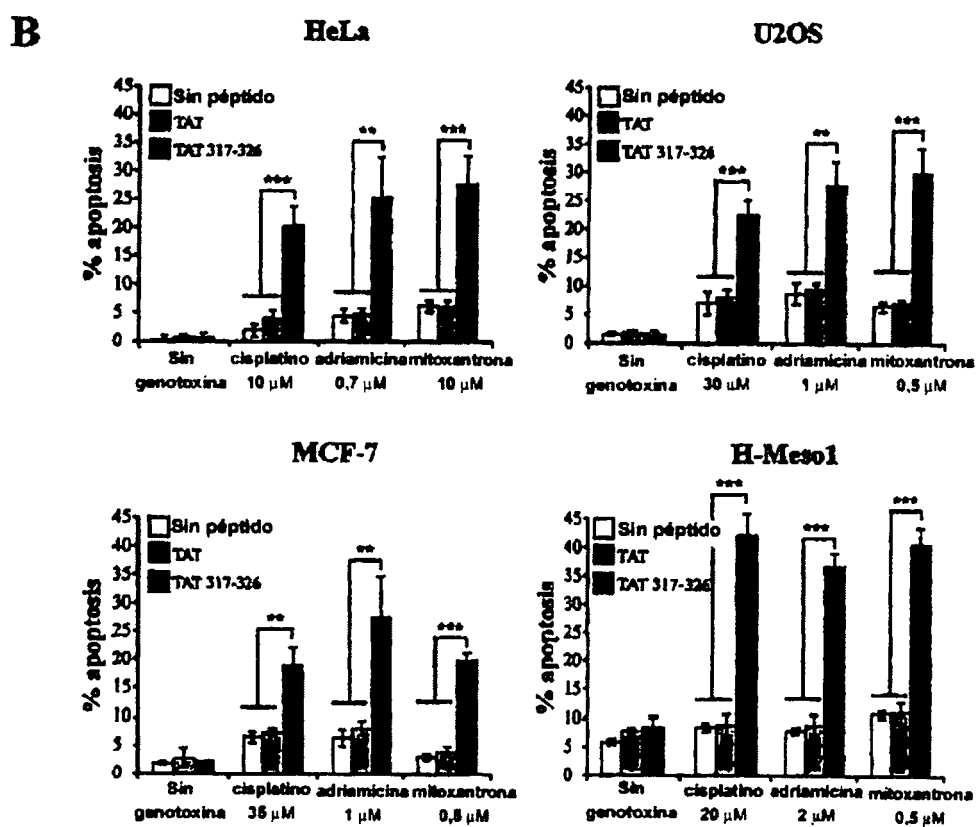 B
HeLa
45
40
35
30
25
20
15
10
5
0
% apoptosis
Sin péptido
TAT
TAT 317-326
***
**
***
Sin genotoxina
cisplatino 10 µM
adriamicina 0,7 µM
mitoxantrona 10 µM
U2OS
45
40
35
30
25
20
15
10
5
0
% apoptosis
Sin péptido
TAT
TAT 317-326
***
**
***
Sin genotoxina
cisplatino 30 µM
adriamicina 1 µM
mitoxantrona 0,5 µM
MCF-7
45
40
35
30
25
20
15
10
5
0
% apoptosis
Sin péptido
TAT
TAT 317-326
**
**
***
Sin genotoxina
cisplatino 35 µM
adriamicina 1 µM
mitoxantrona
µM
H-Meso1
45
40
35
30
25
20
15
10
5
0
% apoptosis
Sin péptido
TAT
TAT 317-326
***
***
***
Sin genotoxina
cisplatino 20 µM
adriamicina 2 µM
mitoxantrona 0,5 µM